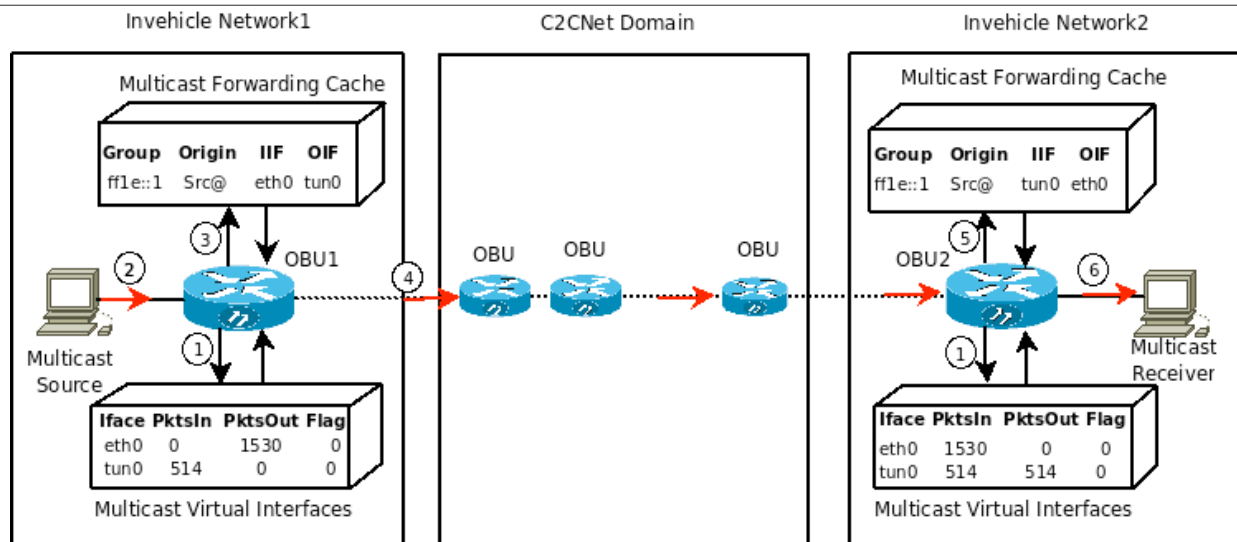 Invehicle Network1
C2CNet Domain
Invehicle Network2
Multicast Forwarding Cache
Group Origin IIF OIF
ff1e::1 Src@ eth0 tun0
3
OBU1
2
4
Multicast
Source
1
Iface PktsIn PktsOut Flag
eth0 0 1530 0
tun0 514 0 0
Multicast Virtual Interfaces
OBU
OBU
OBU
Multicast Forwarding Cache
Group Origin IIF OIF
ff1e::1 Src@ tun0 eth0
5
OBU2
6
1
Multicast
Receiver
Iface PktsIn PktsOut Flag
eth0 1530 0 0
tun0 514 514 0
Multicast Virtual Interfaces